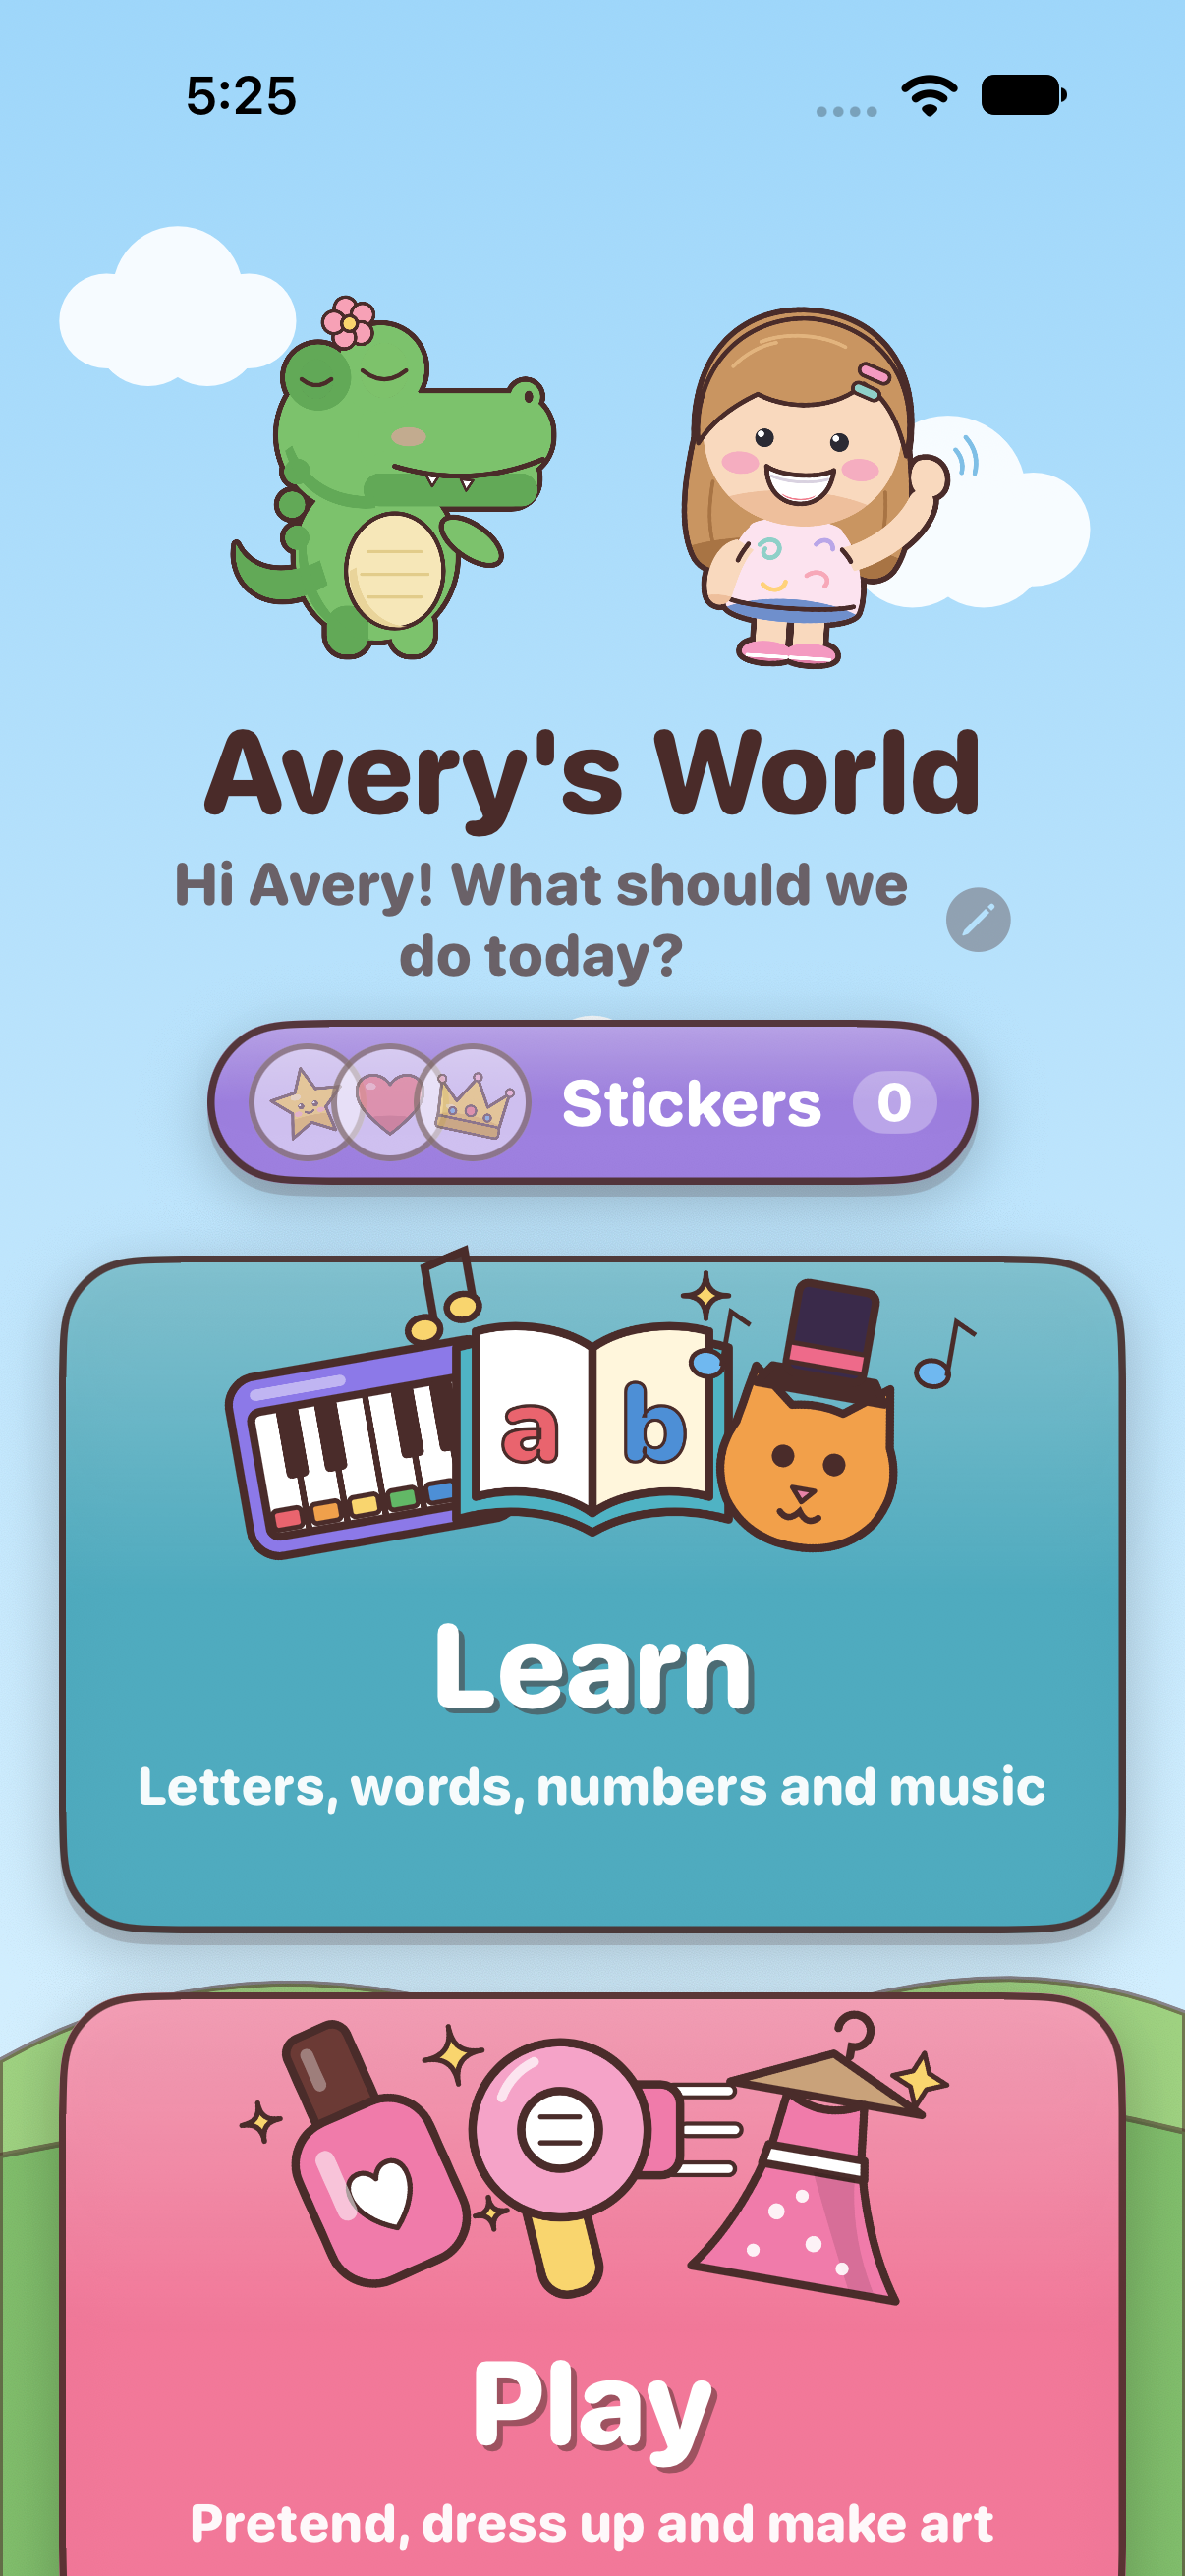 5:25
Avery's World
Hi Avery! What should we
do today?
Stickers 0
a b
Learn
Letters, words, numbers and music
Play
Pretend, dress up and make art